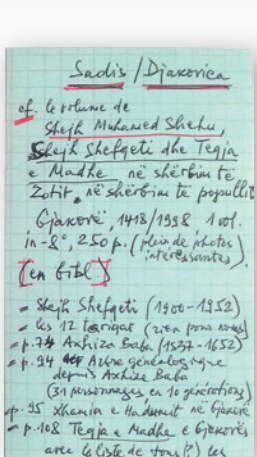 Sadis / Djakovica
cf. le volume de
Shejh Muhamed Shehu,
Shejh Shefqeti dhe Teqja
e Madhe në shërbim të
Zotit, në shërbim të popullit
Gjakovë, 1418/1998 1 vol.
in-8°, 250 p. (plein de photos
intéressantes)
[en bibl.]
= Shejh Shefqeti (1900-1952)
= les 12 tariqat (rien pour nous)
= p. 74 Axhiza Baba (-1652)
= p. 94 Arbre généalogique
depuis Axhize Baba
(31 personnages en 10 générations)
= p. 95 Xhamia e Hadumit në Gjakovë
= p. 108 Teqja e Madhe e Gjakovës
avec la liste de tous(?) les